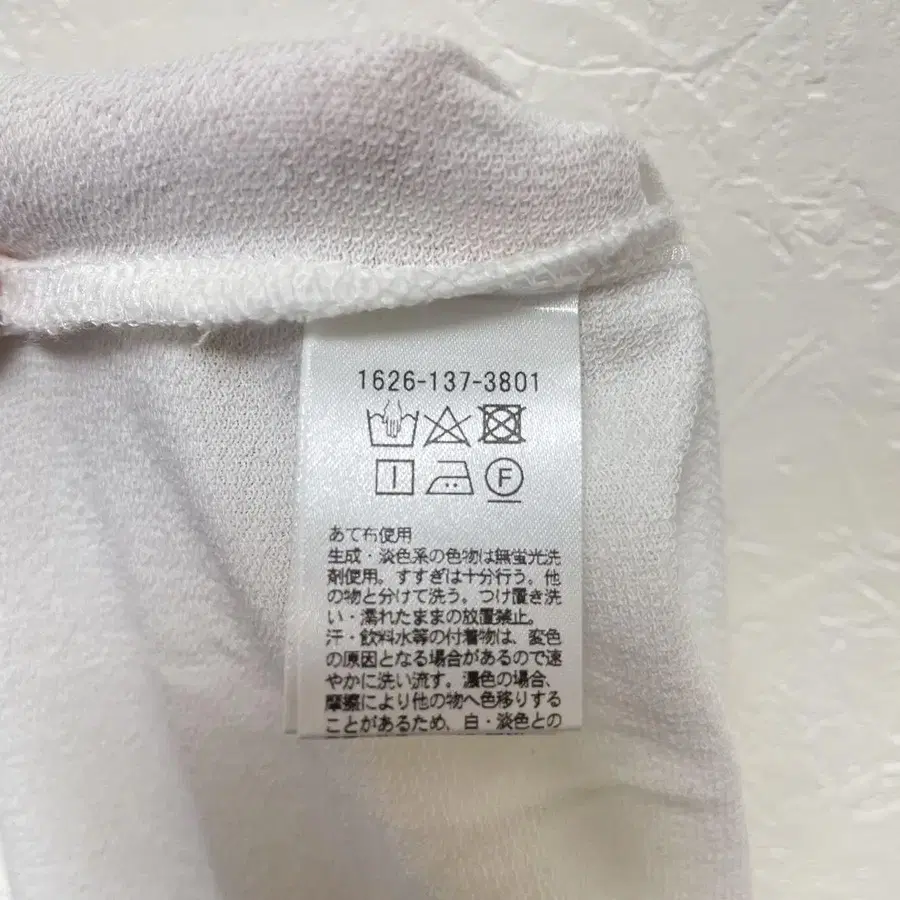 1626-137-3801
F
あて布使用
生成・淡色系の色物は無蛍光洗
剤使用。すすぎは十分行う。他
の物と分けて洗う。つけ置き洗
い・濡れたままの放置禁止。
汗・飲料水等の付着物は、変色
の原因となる場合があるので速
やかに洗い流す。濃色の場合、
摩擦により他の物へ色移りする
ことがあるため、白・淡色との